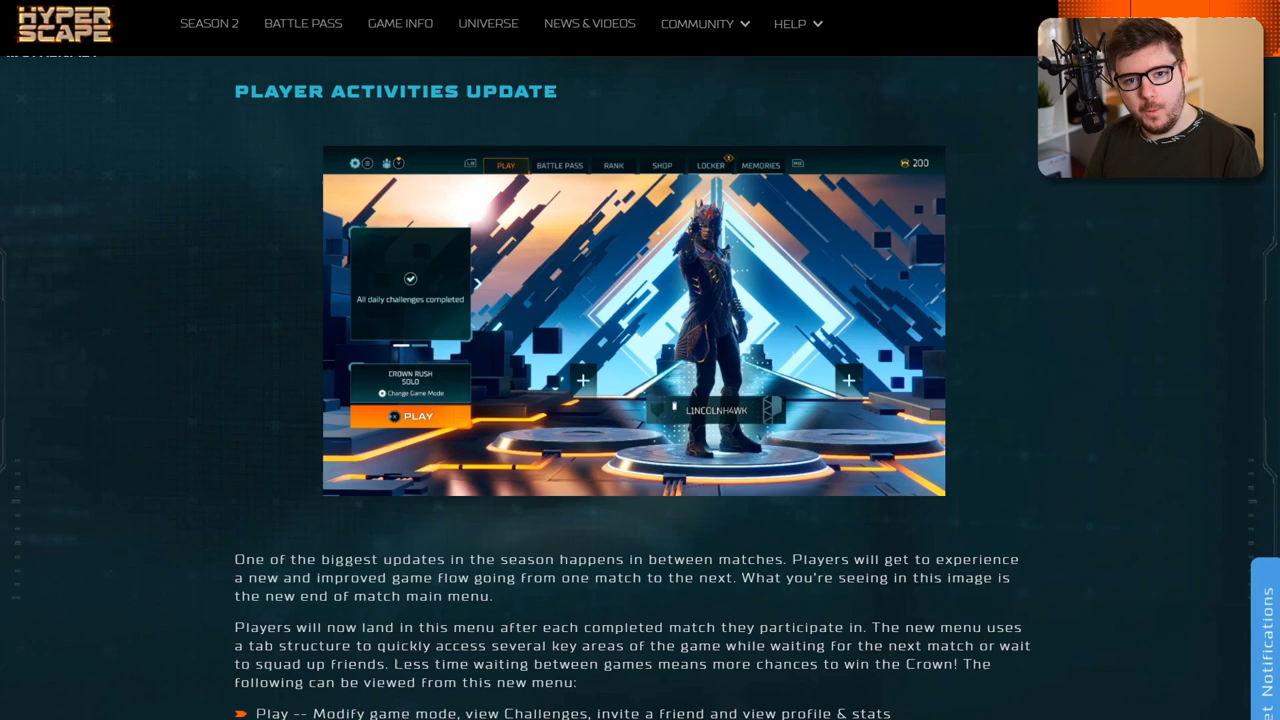 HYPER SCAPE
SEASON 2 BATTLE PASS GAME INFO UNIVERSE NEWS & VIDEOS COMMUNITY HELP
PLAYER ACTIVITIES UPDATE
PLAY BATTLE PASS RANK SHOP LOCKER MEMORIES 200
All daily challenges completed
CROWN RUSH
SOLO
Change Game Mode
PLAY
L1NCOLNH4WK
One of the biggest updates in the season happens in between matches. Players will get to experience
a new and improved game flow going from one match to the next. What you're seeing in this image is
the new end of match main menu.
Players will now land in this menu after each completed match they participate in. The new menu uses
a tab structure to quickly access several key areas of the game while waiting for the next match or wait
to squad up friends. Less time waiting between games means more chances to win the Crown! The
following can be viewed from this new menu:
Play -- Modify game mode, view Challenges, invite a friend and view profile & stats
Notifications